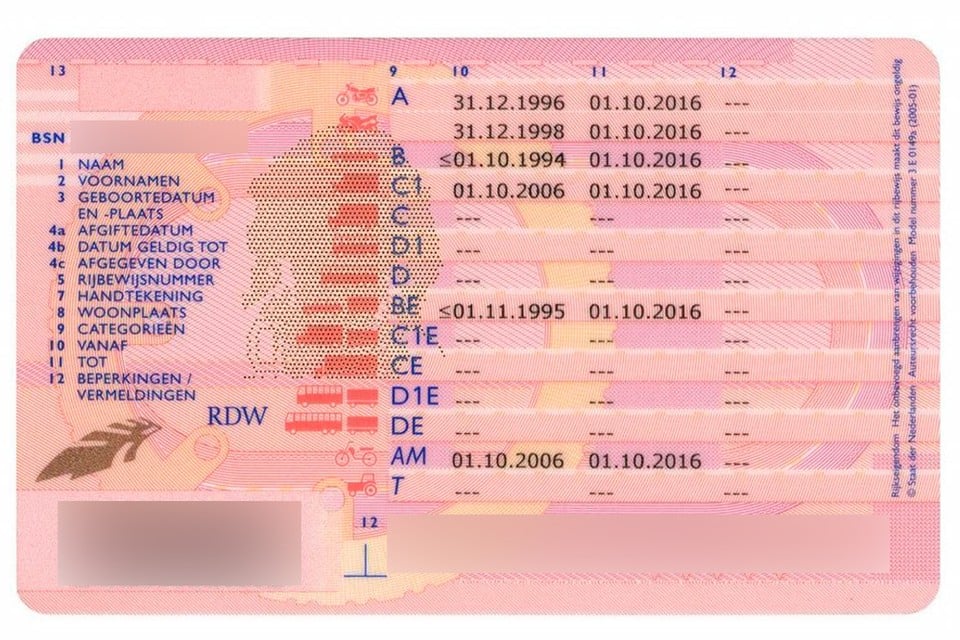 13
BSN
1 NAAM
2 VOORNAMEN
3 GEBOORTEDATUM
EN -PLAATS
4a AFGIFTEDATUM
4b DATUM GELDIG TOT
4c AFGEGEVEN DOOR
5 RIJBEWIJSNUMMER
7 HANDTEKENING
8 WOONPLAATS
9 CATEGORIEËN
10 VANAF
11 TOT
12 BEPERKINGEN /
VERMELDINGEN
RDW
9 10 11 12
A 31.12.1996 01.10.2016 ---
31.12.1998 01.10.2016 ---
B ≤01.10.1994 01.10.2016 ---
C1 01.10.2006 01.10.2016 ---
C --- --- ---
D1 --- --- ---
D --- --- ---
BE ≤01.11.1995 01.10.2016 ---
C1E --- --- ---
CE --- --- ---
D1E --- --- ---
DE --- --- ---
AM 01.10.2006 01.10.2016 ---
T --- --- ---
12
Rijkseigendom Het onbevoegd aanbrengen van wijzigingen in dit rijbewijs maakt dit bewijs ongeldig
© Staat der Nederlanden Auteursrecht voorbehouden Model nummer 3 E 0149a (2005-01)